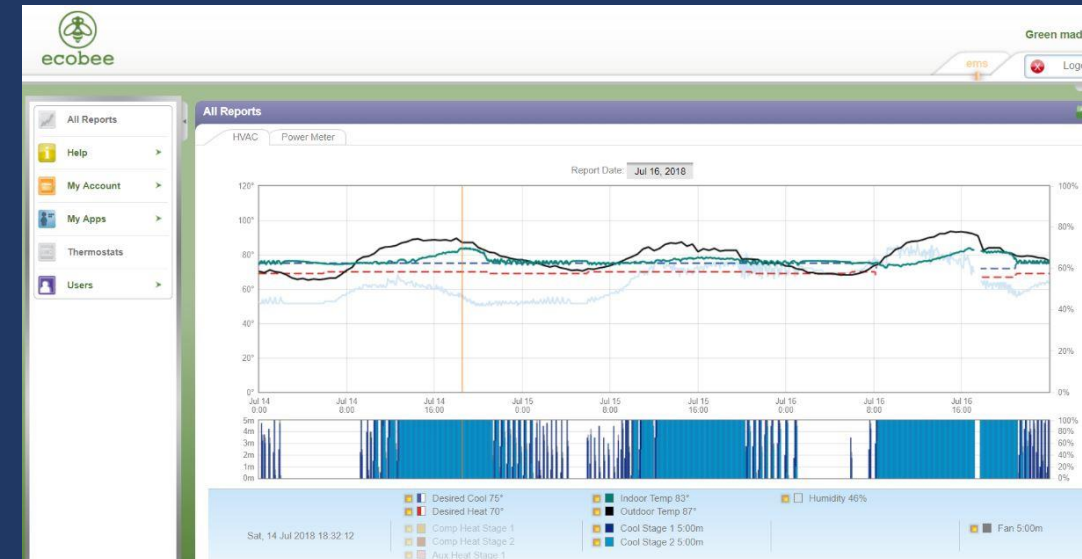 ecobee
Green mad
ems
Loge
All Reports
Help
My Account
My Apps
Thermostats
Users
All Reports
HVAC
Power Meter
Report Date: Jul 16, 2018
120°
100°
80°
60°
40°
20°
0°
100%
80%
60%
40%
20%
0%
Jul 14 0:00
Jul 14 8:00
Jul 14 16:00
Jul 15 0:00
Jul 15 8:00
Jul 15 16:00
Jul 16 0:00
Jul 16 8:00
Jul 16 16:00
5m
4m
3m
2m
1m
0m
100%
80%
60%
40%
20%
0%
Sat, 14 Jul 2018 18:32:12
Desired Cool 75°
Desired Heat 70°
Comp Heat Stage 1
Comp Heat Stage 2
Aux Heat Stage 1
Indoor Temp 83°
Outdoor Temp 87°
Cool Stage 1 5:00m
Cool Stage 2 5:00m
Humidity 46%
Fan 5:00m